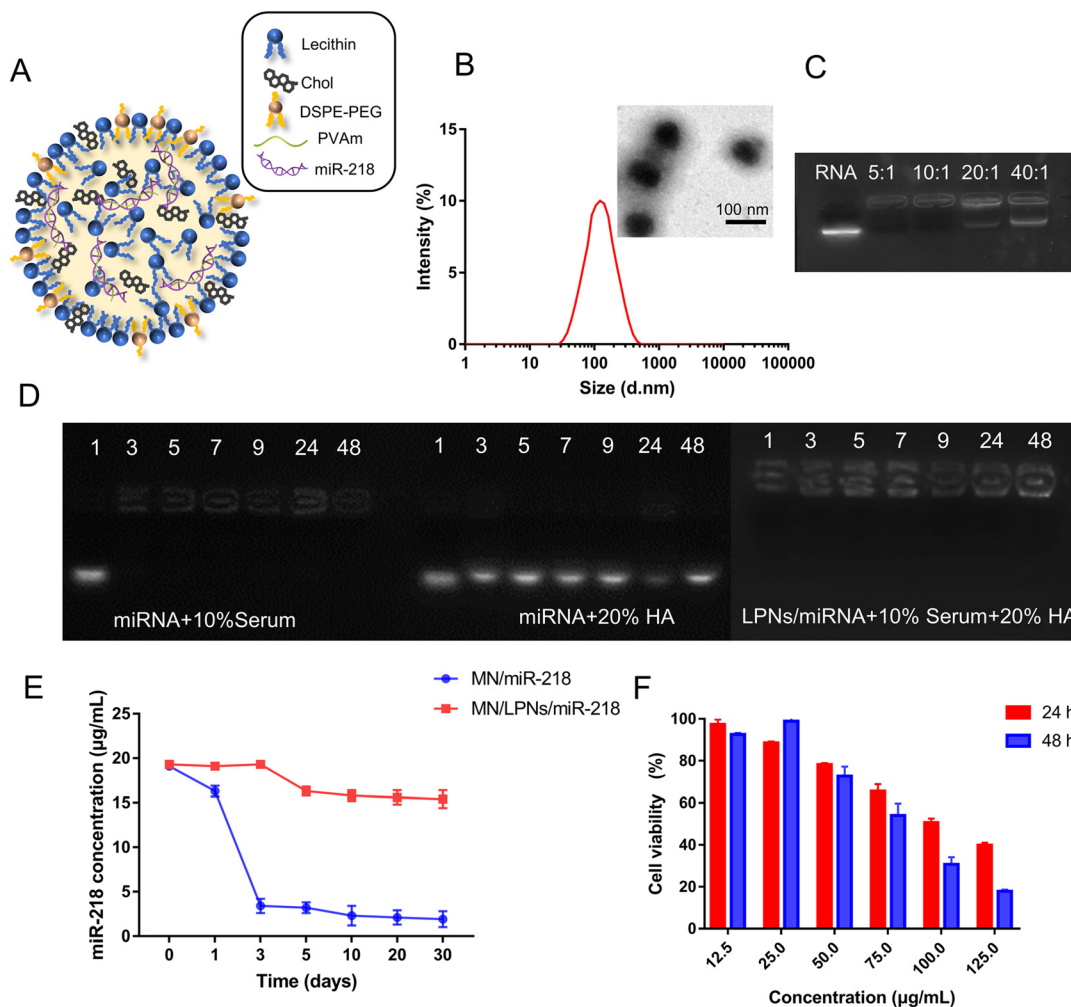 A
Lecithin
Chol
DSPE-PEG
PVAm
miR-218
B
Intensity (%)
15
10
5
0
1 10 100 1000 10000 100000
Size (d.nm)
100 nm
C
RNA 5:1 10:1 20:1 40:1
D
1 3 5 7 9 24 48
miRNA+10%Serum
1 3 5 7 9 24 48
miRNA+20% HA
1 3 5 7 9 24 48
LPNs/miRNA+10% Serum+20% HA
E
MN/miR-218
MN/LPNs/miR-218
miR-218 concentration (µg/mL)
25
20
15
10
5
0
0 1 3 5 10 20 30
Time (days)
F
24 h
48 h
Cell viability (%)
100
80
60
40
20
0
12.5 25.0 50.0 75.0 100.0 125.0
Concentration (µg/mL)